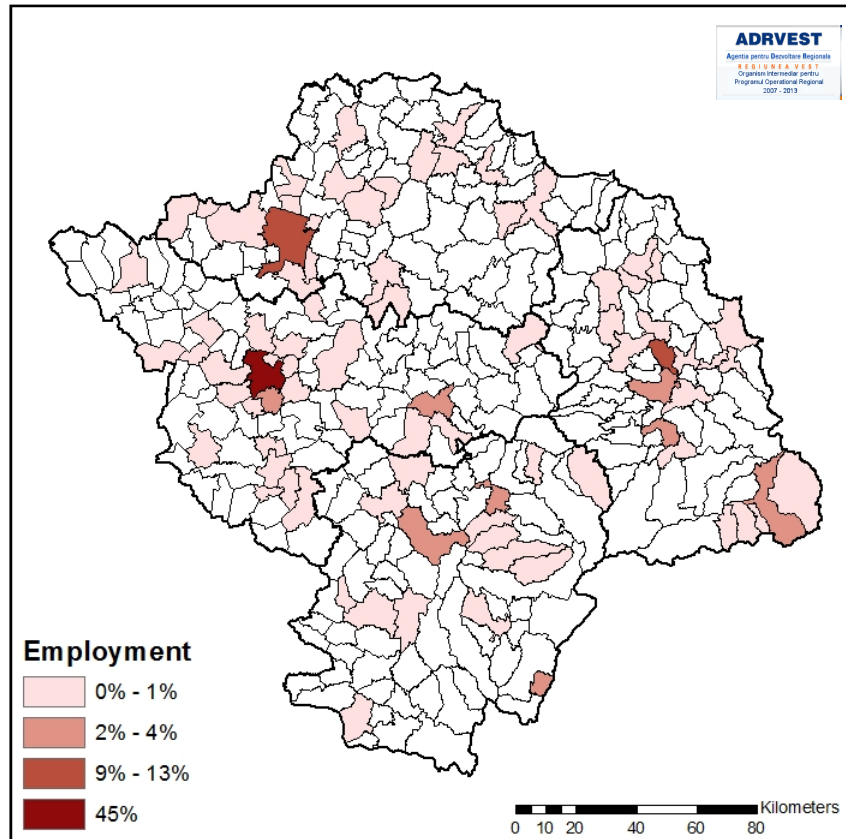 ADRVEST
Agentia pentru Dezvoltare Regionala
REGIUNEA VEST
Organism Intermediar pentru
Programul Operational Regional
2007 - 2013
Employment
0% - 1%
2% - 4%
9% - 13%
45%
Kilometers
0 10 20 40 60 80